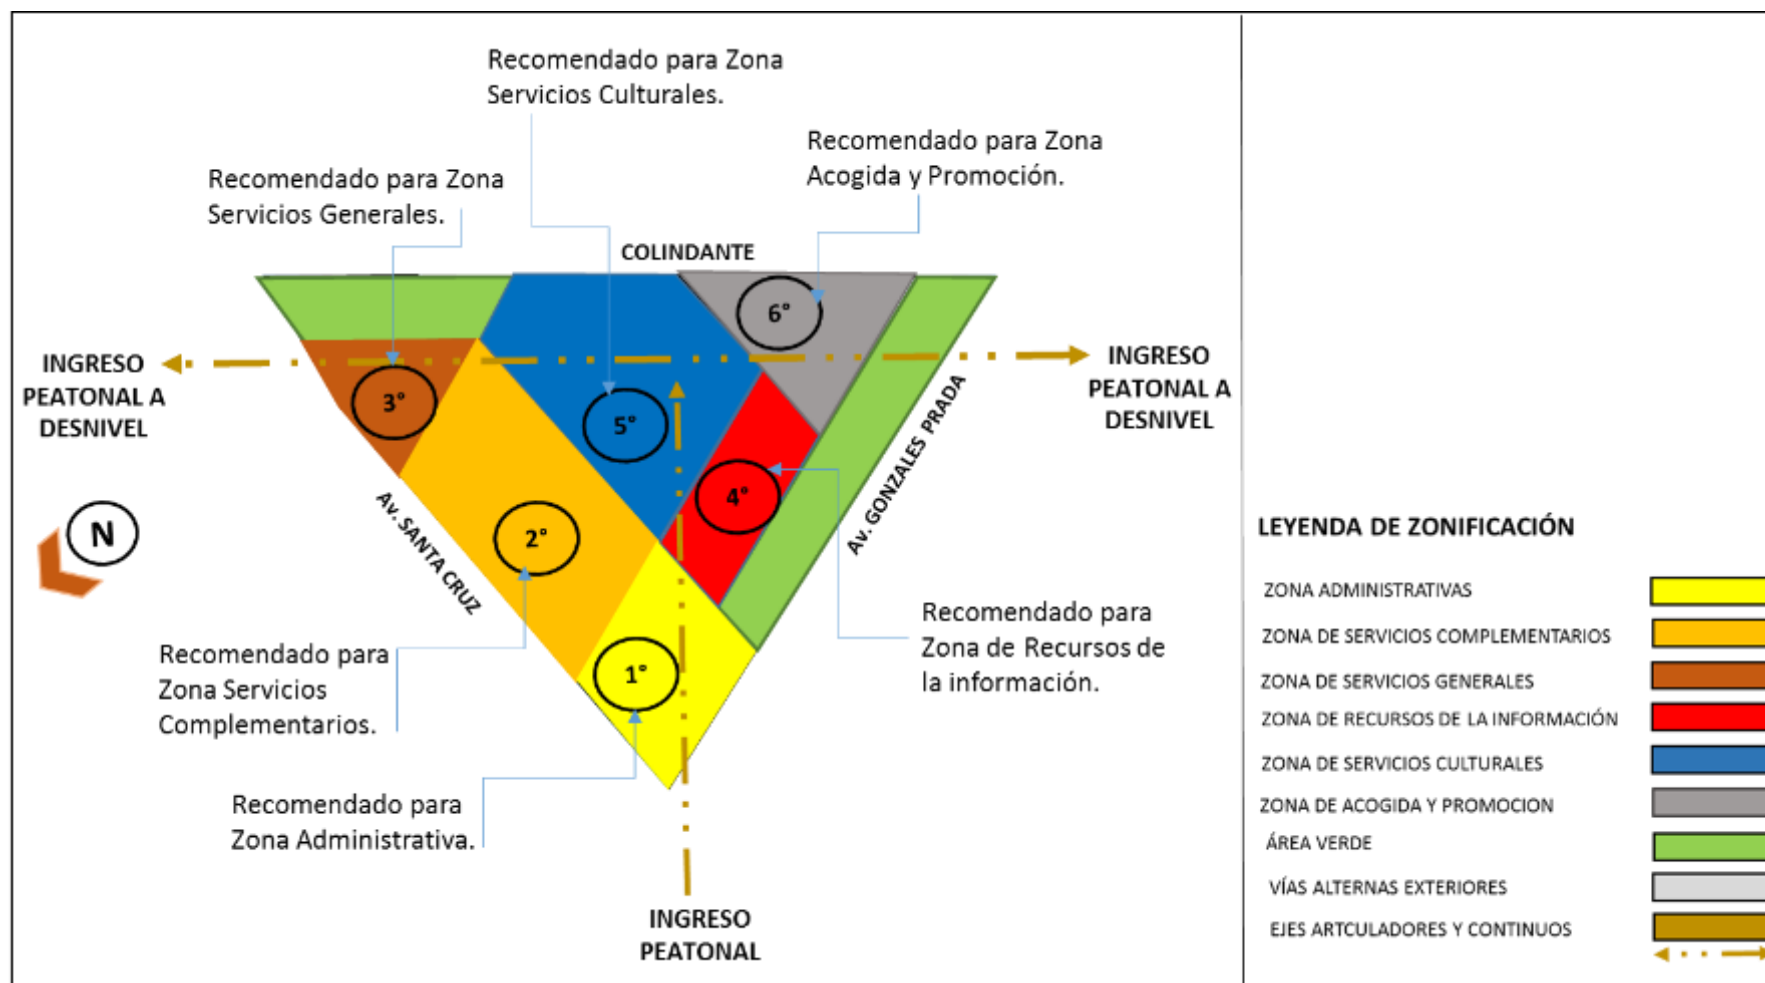 Recomendado para Zona
Servicios Culturales.
Recomendado para Zona
Acogida y Promoción.
Recomendado para Zona
Servicios Generales.
COLINDANTE
6°
INGRESO
PEATONAL A
DESNIVEL
INGRESO
PEATONAL A
DESNIVEL
3°
5°
4°
2°
1°
N
Av. SANTA CRUZ
Av. GONZALES PRADA
Recomendado para
Zona de Recursos de
la información.
Recomendado para
Zona Servicios
Complementarios.
Recomendado para
Zona Administrativa.
INGRESO
PEATONAL
LEYENDA DE ZONIFICACIÓN
ZONA ADMINISTRATIVAS
ZONA DE SERVICIOS COMPLEMENTARIOS
ZONA DE SERVICIOS GENERALES
ZONA DE RECURSOS DE LA INFORMACIÓN
ZONA DE SERVICIOS CULTURALES
ZONA DE ACOGIDA Y PROMOCION
ÁREA VERDE
VÍAS ALTERNAS EXTERIORES
EJES ARTCULADORES Y CONTINUOS